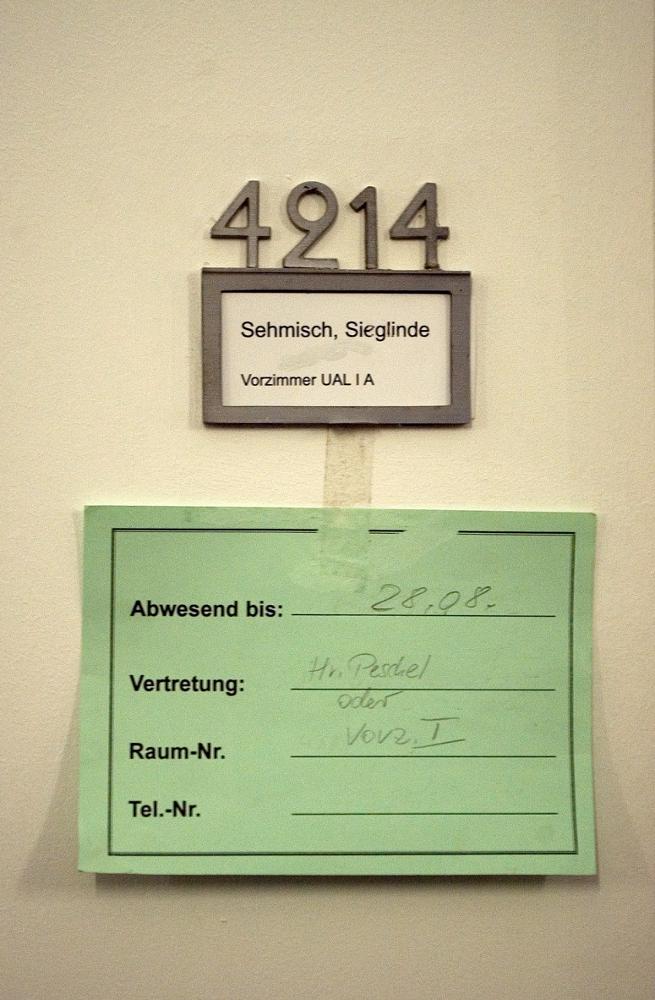 4214
Sehmisch, Sieglinde
Vorzimmer UAL I A
Abwesend bis: 28.08.
Vertretung: Hr. Peschel
oder
Raum-Nr. Vorz. I
Tel.-Nr.